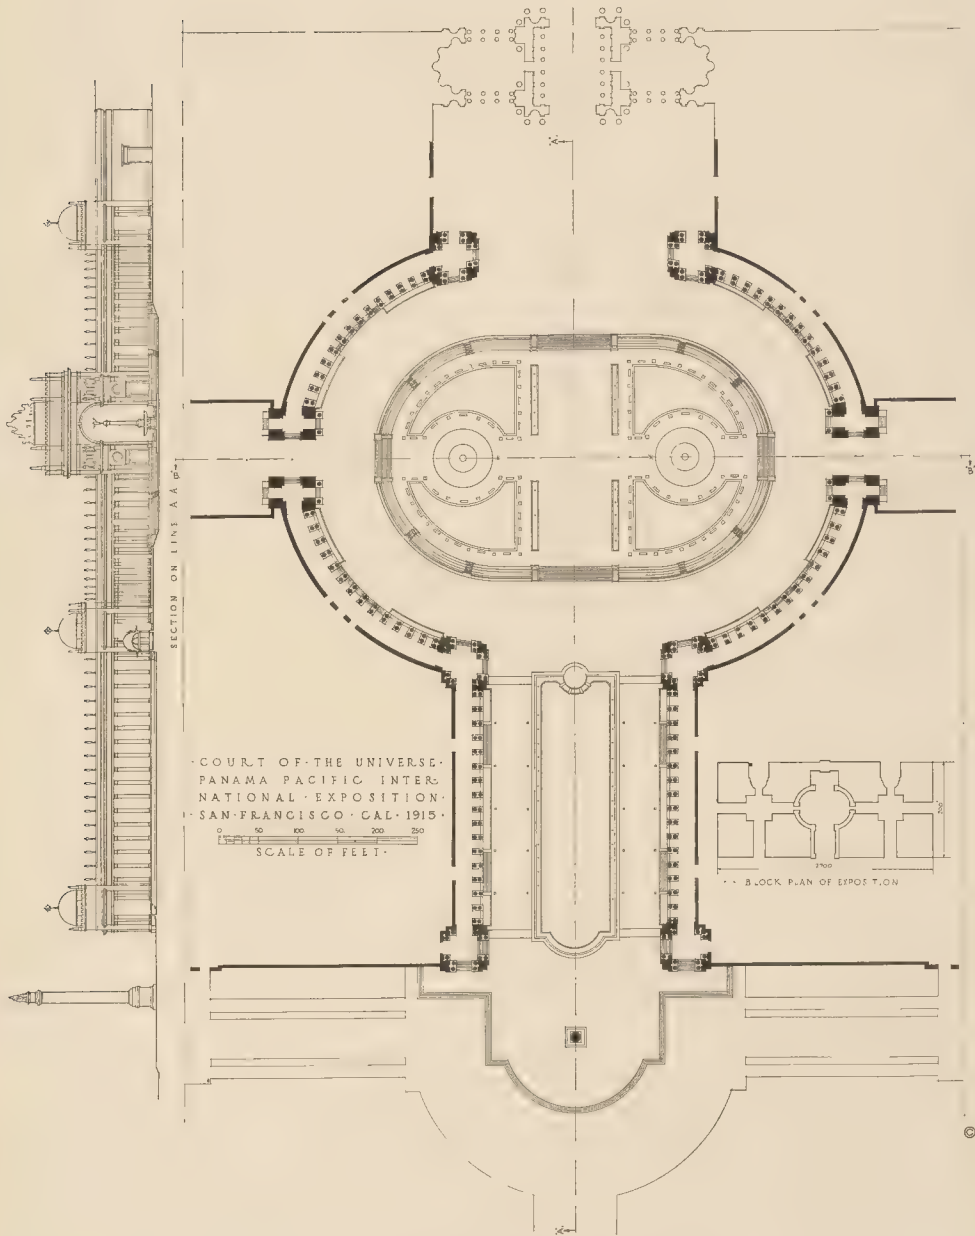 SECTION ON LINE A A
·COURT OF·THE UNIVERSE·
PANAMA PACIFIC INTER-
NATIONAL·EXPOSITION·
·SAN·FRANCISCO·CAL·1915·
0 50 100 200 250
SCALE OF FEET·
2700
BLOCK PLAN OF EXPOSITION
"A"
"A"
"B"
"B"
©